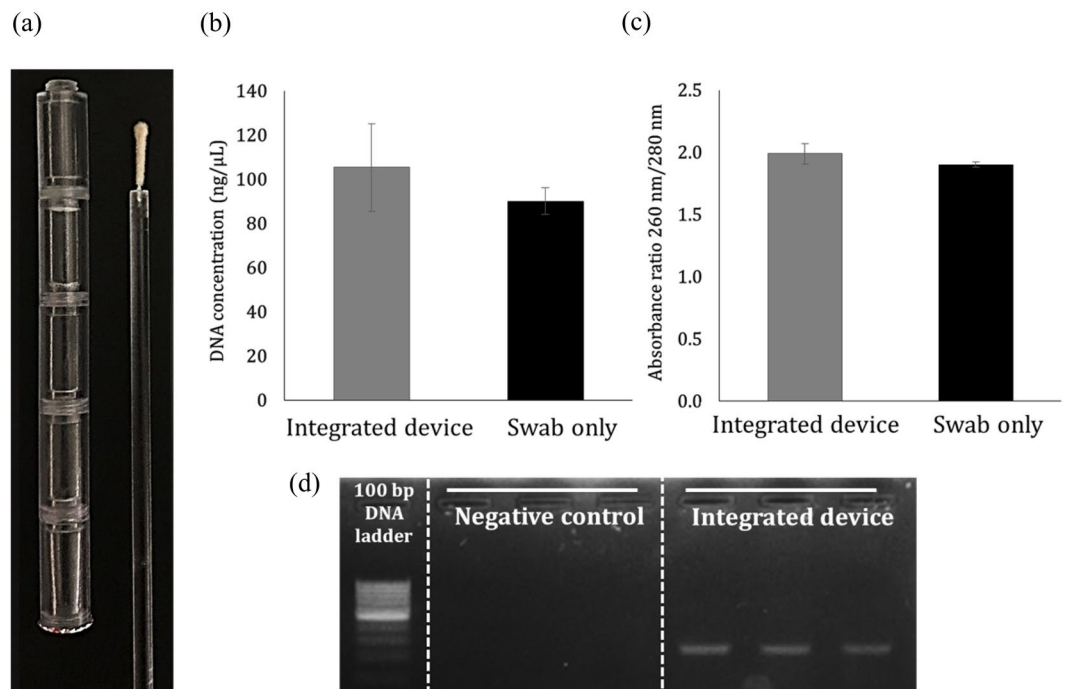 (a)
(b)
(c)
140
120
100
80
60
40
20
0
DNA concentration (ng/µL)
Integrated device
Swab only
2.5
2.0
1.5
1.0
0.5
0.0
Absorbance ratio 260 nm/280 nm
Integrated device
Swab only
(d)
100 bp
DNA
ladder
Negative control
Integrated device